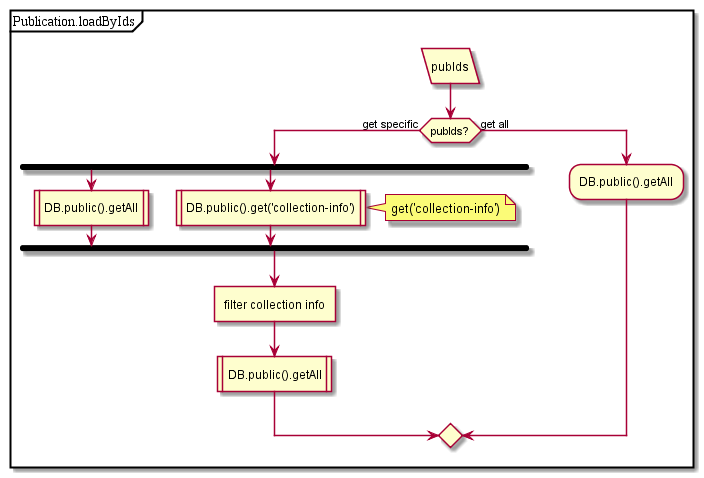 Publication.loadByIds
pubIds
get specific
pubIds?
get all
DB.public().getAll
DB.public().get('collection-info')
get('collection-info')
DB.public().getAll
filter collection info
DB.public().getAll